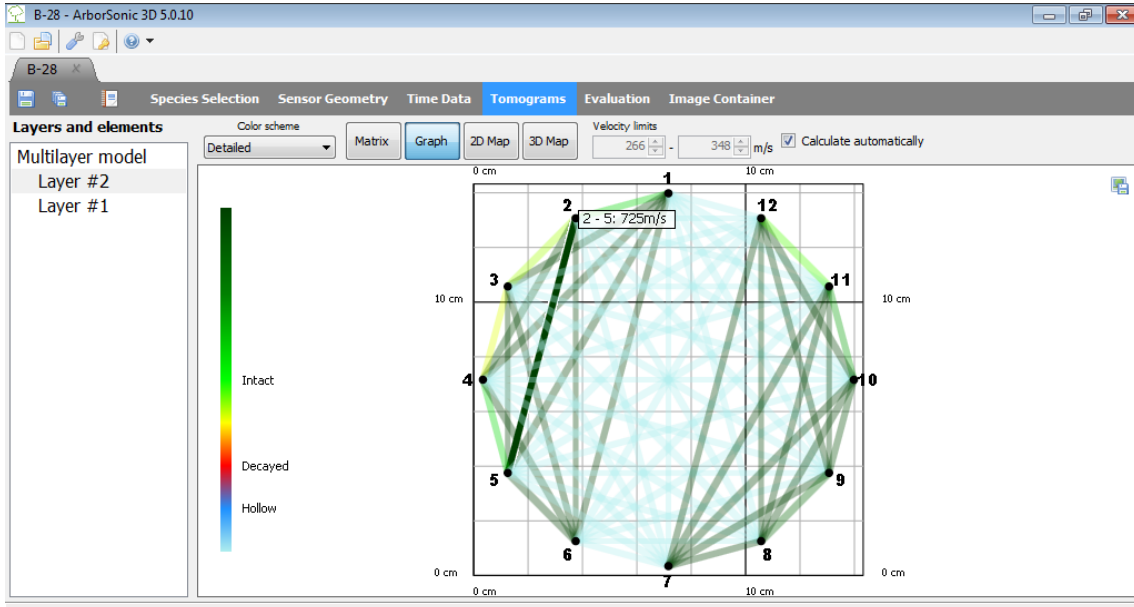 B-28 - ArborSonic 3D 5.0.10
B-28
Species Selection Sensor Geometry Time Data Tomograms Evaluation Image Container
Layers and elements
Color scheme
Velocity limits
Detailed Matrix Graph 2D Map 3D Map 266 - 348 m/s Calculate automatically
Multilayer model
Layer #2
Layer #1
0 cm 10 cm
1
2 12
2 - 5: 725m/s
3 11
10 cm 10 cm
Intact 4 10
Decayed
5 9
Hollow
6 8
0 cm 7 0 cm
0 cm 10 cm